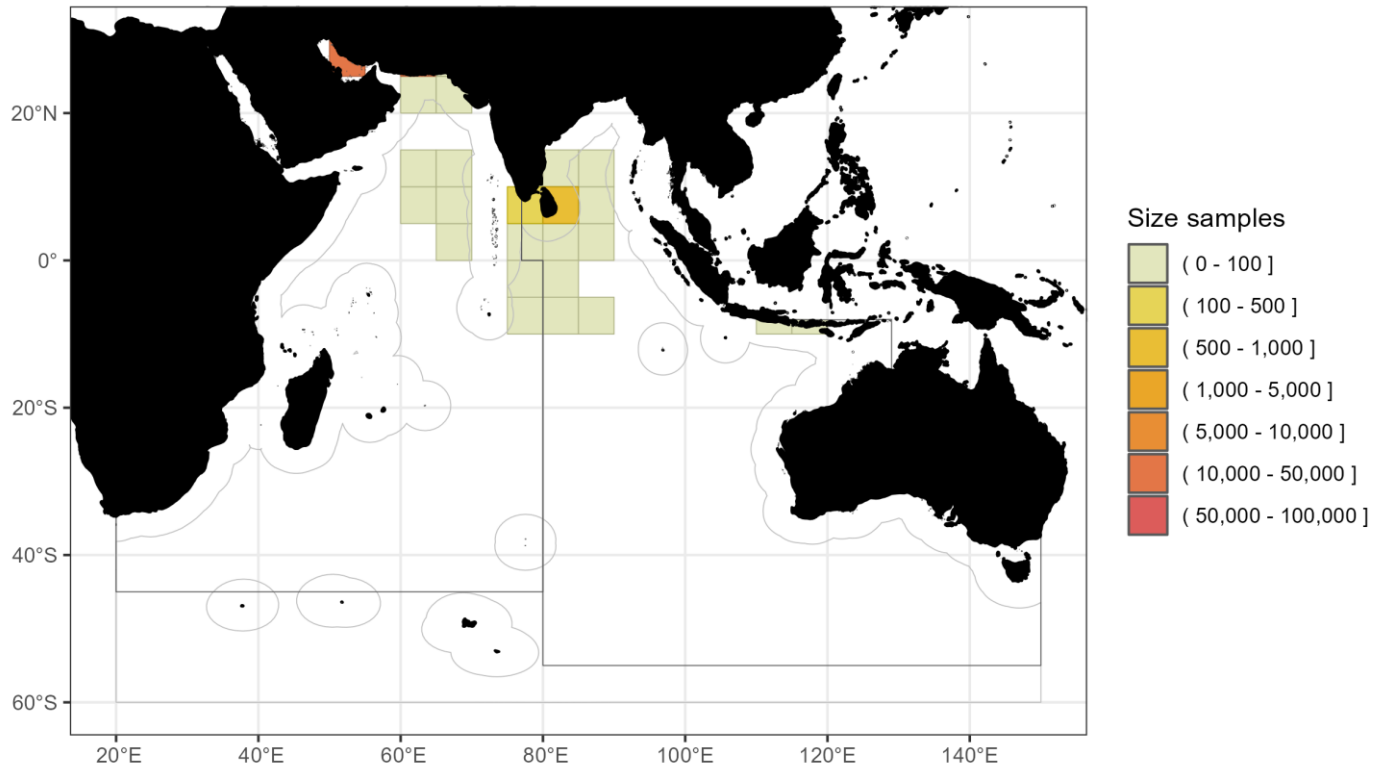 20°N
0°
20°S
40°S
60°S
20°E
40°E
60°E
80°E
100°E
120°E
140°E
Size samples
( 0 - 100 ]
( 100 - 500 ]
( 500 - 1,000 ]
( 1,000 - 5,000 ]
( 5,000 - 10,000 ]
( 10,000 - 50,000 ]
( 50,000 - 100,000 ]